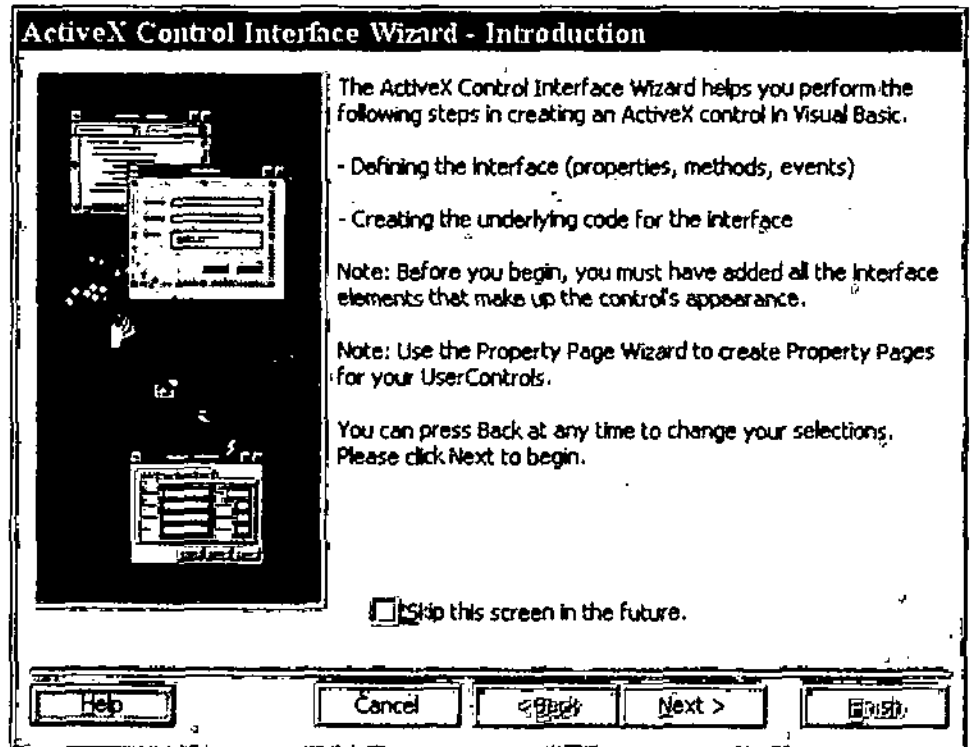 ActiveX Control Interface Wizard - Introduction
The ActiveX Control Interface Wizard helps you perform the
following steps in creating an ActiveX control in Visual Basic.
- Defining the interface (properties, methods, events)
- Creating the underlying code for the interface
Note: Before you begin, you must have added all the interface
elements that make up the control's appearance.
Note: Use the Property Page Wizard to create Property Pages
for your UserControls.
You can press Back at any time to change your selections.
Please click Next to begin.
Skip this screen in the future.
Help Cancel < Back Next > Finish